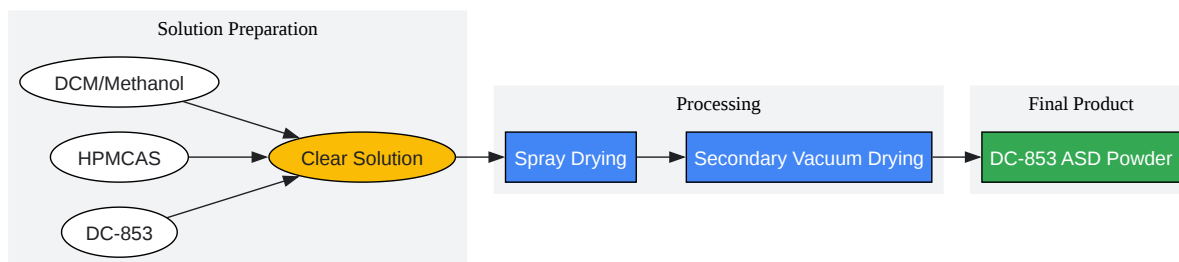 Solution Preparation
DCM/Methanol
HPMCAS
DC-853
Clear Solution
Processing
Spray Drying
Secondary Vacuum Drying
Final Product
DC-853 ASD Powder